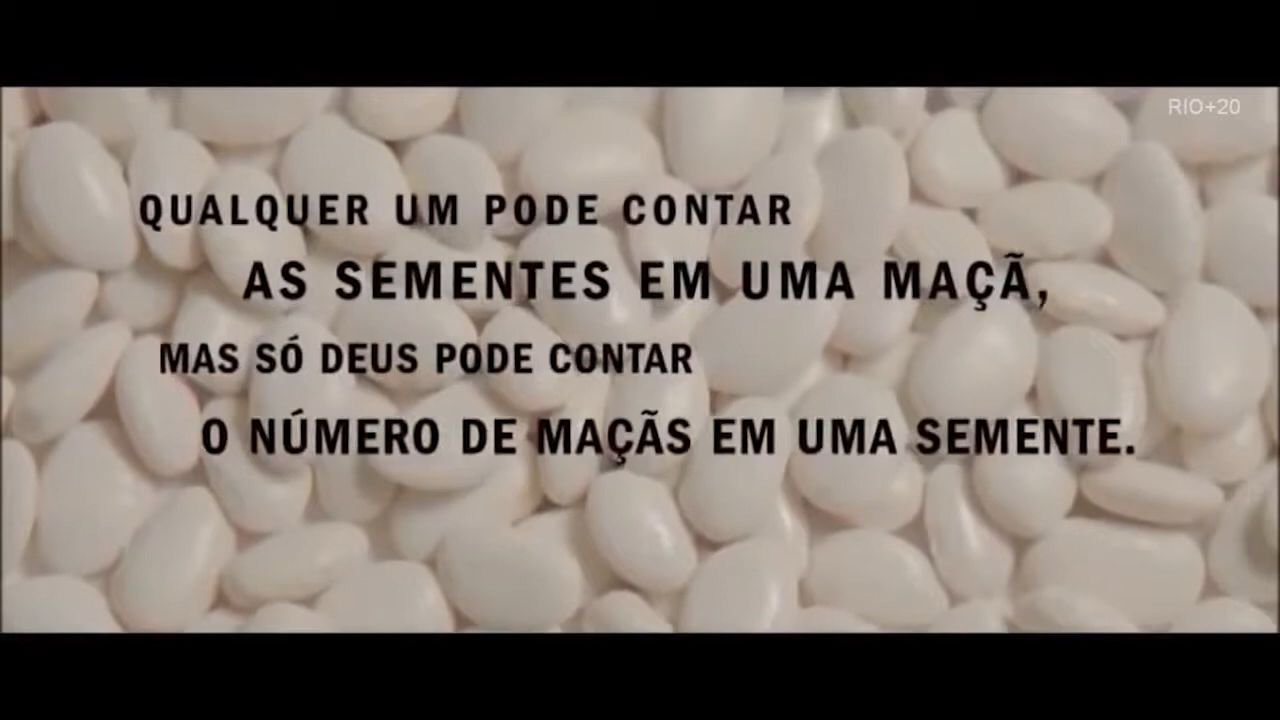 RIO+20
QUALQUER UM PODE CONTAR
AS SEMENTES EM UMA MAÇÃ,
MAS SÓ DEUS PODE CONTAR
O NÚMERO DE MAÇÃS EM UMA SEMENTE.